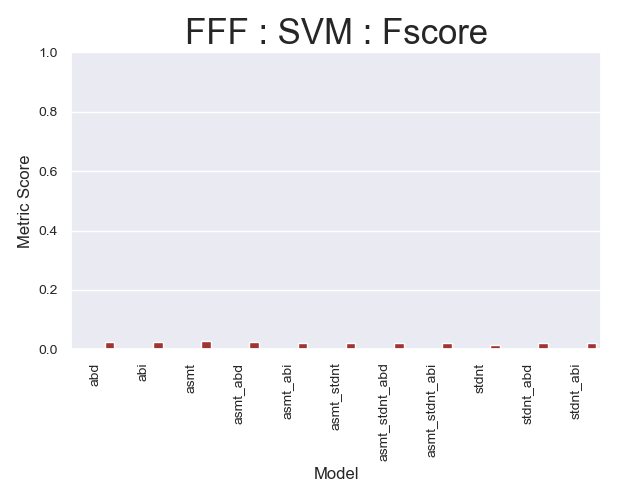 FFF : SVM : Fscore
1.0
0.8
0.6
0.4
0.2
0.0
Metric Score
abd
abi
asmt
asmt_abd
asmt_abi
asmt_stdnt
asmt_stdnt_abd
asmt_stdnt_abi
stdnt
stdnt_abd
stdnt_abi
Model